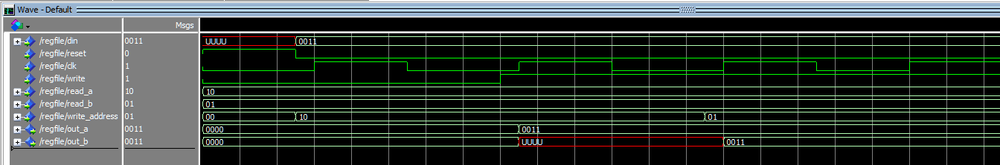 Wave - Default
Msgs
/regfile/din 0011 UUUU 0011
/regfile/reset 0
/regfile/clk 1
/regfile/write 1
/regfile/read_a 10 10
/regfile/read_b 01 01
/regfile/write_address 01 00 10 01
/regfile/out_a 0011 0000 0011
/regfile/out_b 0011 0000 UUUU 0011